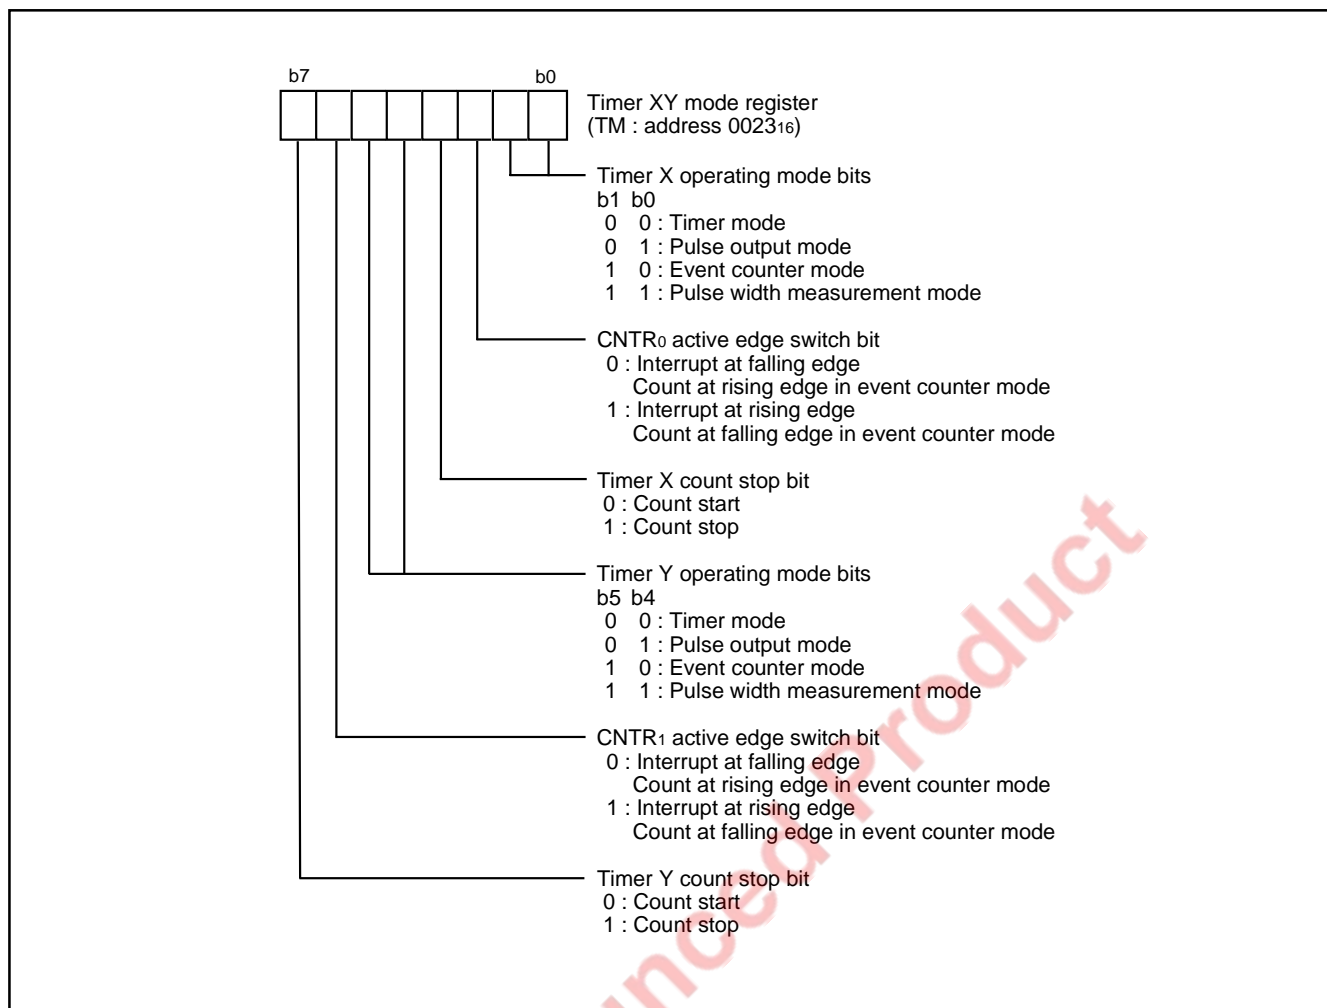 b7 b0
Timer XY mode register
(TM : address 002316)
Timer X operating mode bits
b1 b0
0 0 : Timer mode
0 1 : Pulse output mode
1 0 : Event counter mode
1 1 : Pulse width measurement mode
CNTR0 active edge switch bit
0 : Interrupt at falling edge
Count at rising edge in event counter mode
1 : Interrupt at rising edge
Count at falling edge in event counter mode
Timer X count stop bit
0 : Count start
1 : Count stop
Timer Y operating mode bits
b5 b4
0 0 : Timer mode
0 1 : Pulse output mode
1 0 : Event counter mode
1 1 : Pulse width measurement mode
CNTR1 active edge switch bit
0 : Interrupt at falling edge
Count at rising edge in event counter mode
1 : Interrupt at rising edge
Count at falling edge in event counter mode
Timer Y count stop bit
0 : Count start
1 : Count stop
Product